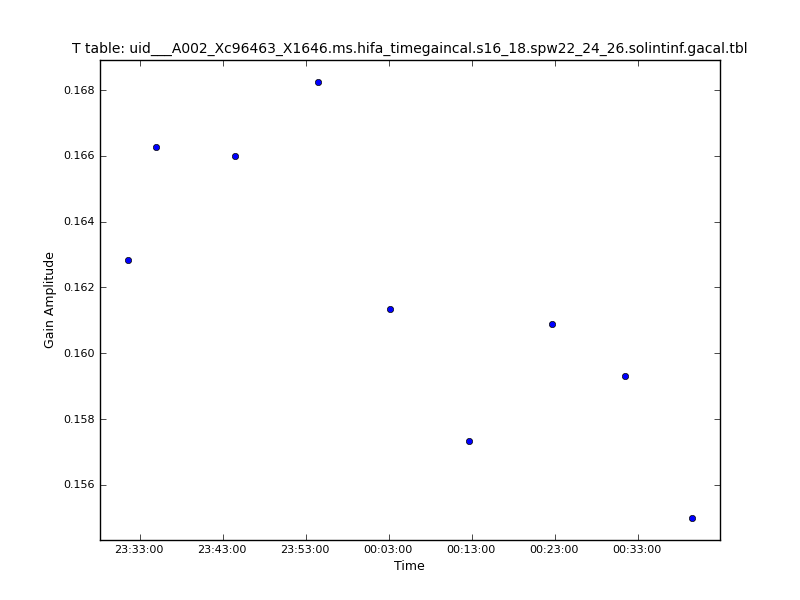 T table: uid___A002_Xc96463_X1646.ms.hifa_timegaincal.s16_18.spw22_24_26.solintinf.gacal.tbl
0.168
0.166
0.164
0.162
0.160
0.158
0.156
Gain Amplitude
23:33:00 23:43:00 23:53:00 00:03:00 00:13:00 00:23:00 00:33:00
Time